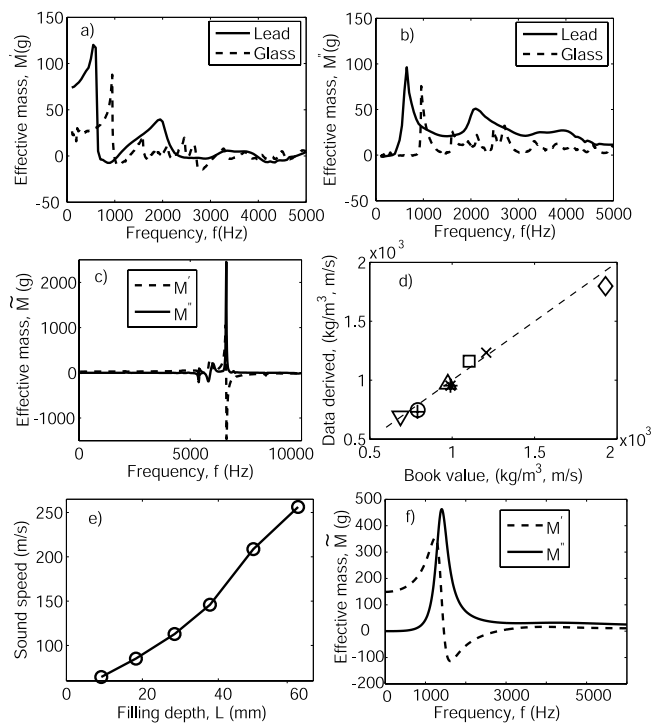 a)
Lead
Glass
Effective mass, M'(g)
150
100
50
0
-50
0 1000 2000 3000 4000 5000
Frequency, f(Hz)
b)
Lead
Glass
Effective mass, M"(g)
150
100
50
0
-50
0 1000 2000 3000 4000 5000
Frequency, f(Hz)
c)
M'
M"
Effective mass, M̃ (g)
2000
1000
0
-1000
0 5000 10000
Frequency, f (Hz)
d)
x10³
Data derived, (kg/m³, m/s)
2
1.5
1
0.5
0.5 1 1.5 2
x10³
Book value, (kg/m³, m/s)
e)
Sound speed (m/s)
250
200
150
100
0 20 40 60
Filling depth, L (mm)
f)
M'
M"
Effective mass, M̃ (g)
500
400
300
200
100
0
-100
-200
0 2000 4000
Frequency, f (Hz)